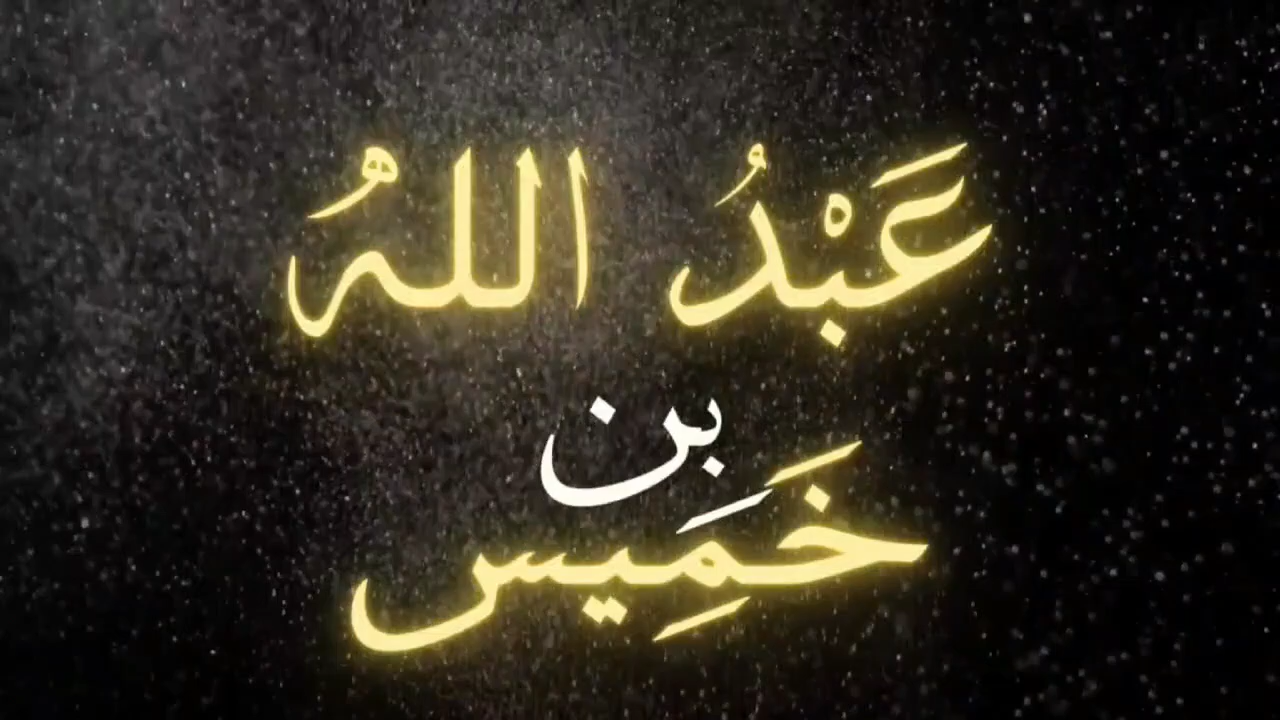 عَبْدُ اللهُ
بن
خَمِيس